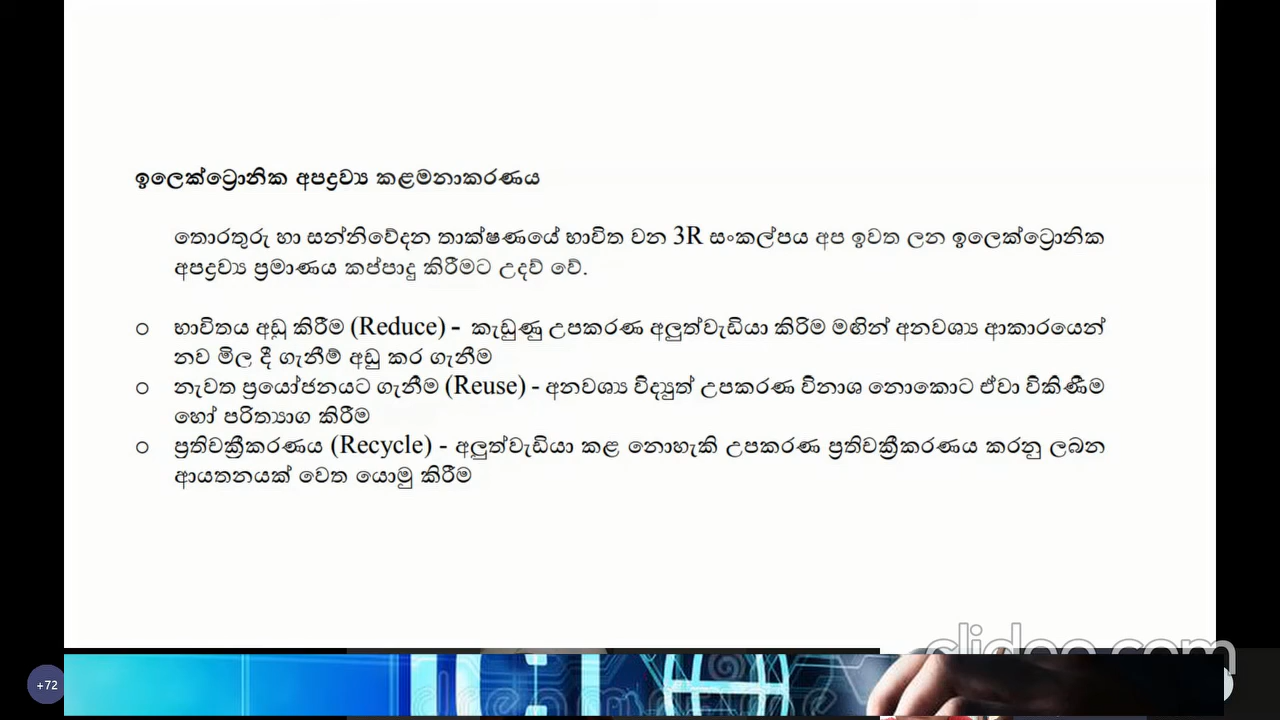 ඉලෙක්ට්‍රොනික අපද්‍රව්‍ය කළමනාකරණය
තොරතුරු හා සන්නිවේදන තාක්ෂණයේ භාවිත වන 3R සංකල්පය අප ඉවත ලන ඉලෙක්ට්‍රොනික
අපද්‍රව්‍ය ප්‍රමාණය කප්පාදු කිරීමට උදව් වේ.
○ භාවිතය අඩු කිරීම (Reduce) - කැඩුණු උපකරණ අලුත්වැඩියා කිරිම මඟින් අනවශ්‍ය ආකාරයෙන්
නව මිල දී ගැනීම් අඩු කර ගැනීම
○ නැවත ප්‍රයෝජනයට ගැනීම (Reuse) - අනවශ්‍ය විද්‍යුත් උපකරණ විනාශ නොකොට ඒවා විකිණීම
හෝ පරිත්‍යාග කිරීම
○ ප්‍රතිචක්‍රීකරණය (Recycle) - අලුත්වැඩියා කළ නොහැකි උපකරණ ප්‍රතිචක්‍රීකරණය කරනු ලබන
ආයතනයක් වෙත යොමු කිරීම
clideo.com
+72